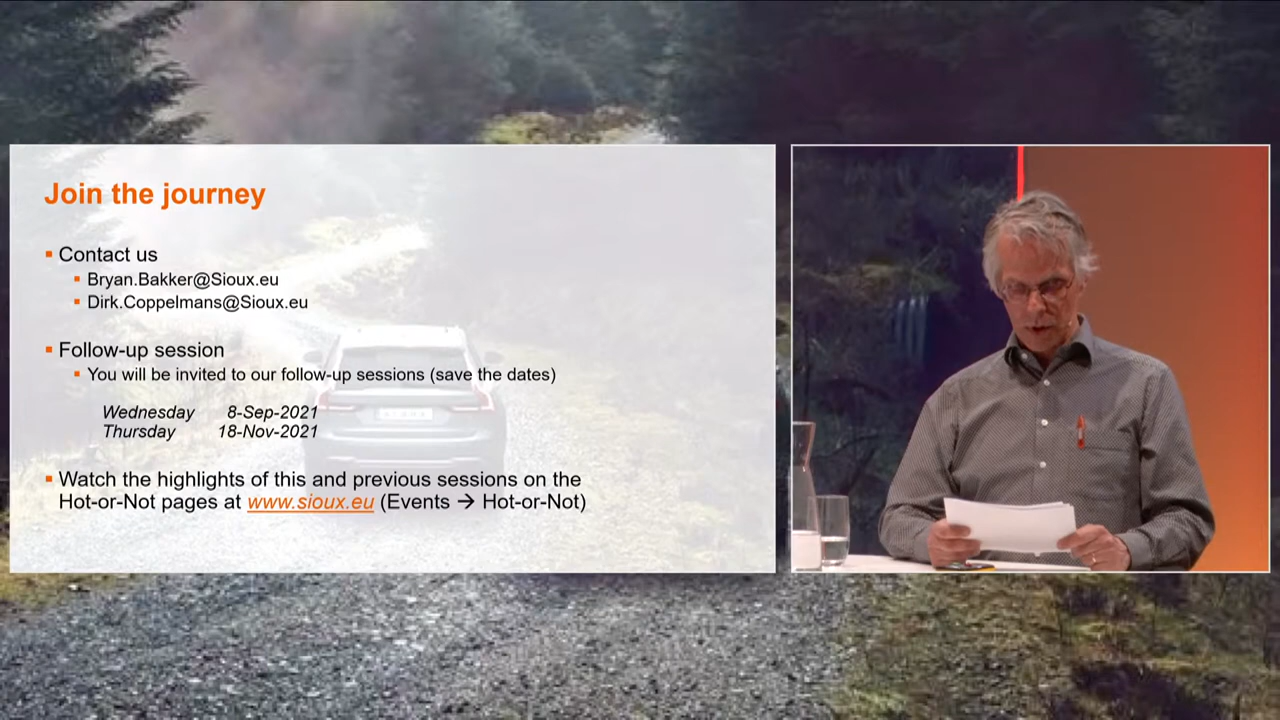 Join the journey
Contact us
Bryan.Bakker@Sioux.eu
Dirk.Coppelmans@Sioux.eu
Follow-up session
You will be invited to our follow-up sessions (save the dates)
Wednesday 8-Sep-2021
Thursday 18-Nov-2021
Watch the highlights of this and previous sessions on the
Hot-or-Not pages at www.sioux.eu (Events → Hot-or-Not)